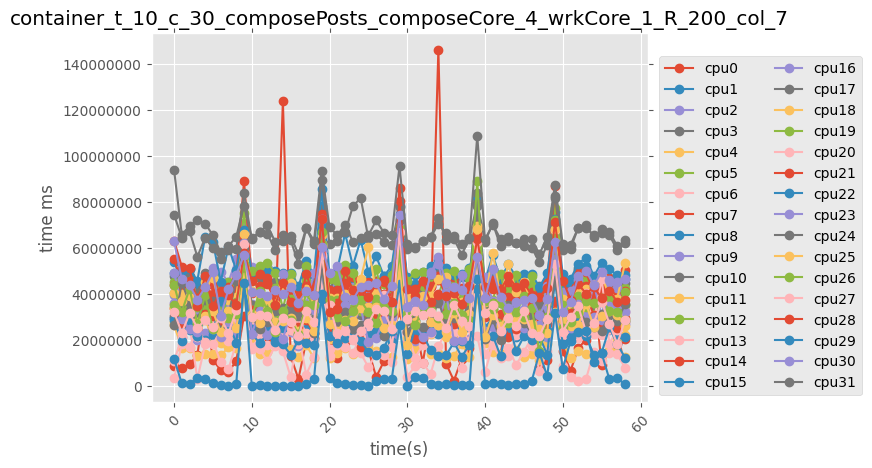 container_t_10_c_30_composePosts_composeCore_4_wrkCore_1_R_200_col_7
time ms
140000000
120000000
100000000
80000000
60000000
40000000
20000000
0
0 10 20 30 40 50 60
time(s)
cpu0 cpu16
cpu1 cpu17
cpu2 cpu18
cpu3 cpu19
cpu4 cpu20
cpu5 cpu21
cpu6 cpu22
cpu7 cpu23
cpu8 cpu24
cpu9 cpu25
cpu10 cpu26
cpu11 cpu27
cpu12 cpu28
cpu13 cpu29
cpu14 cpu30
cpu15 cpu31